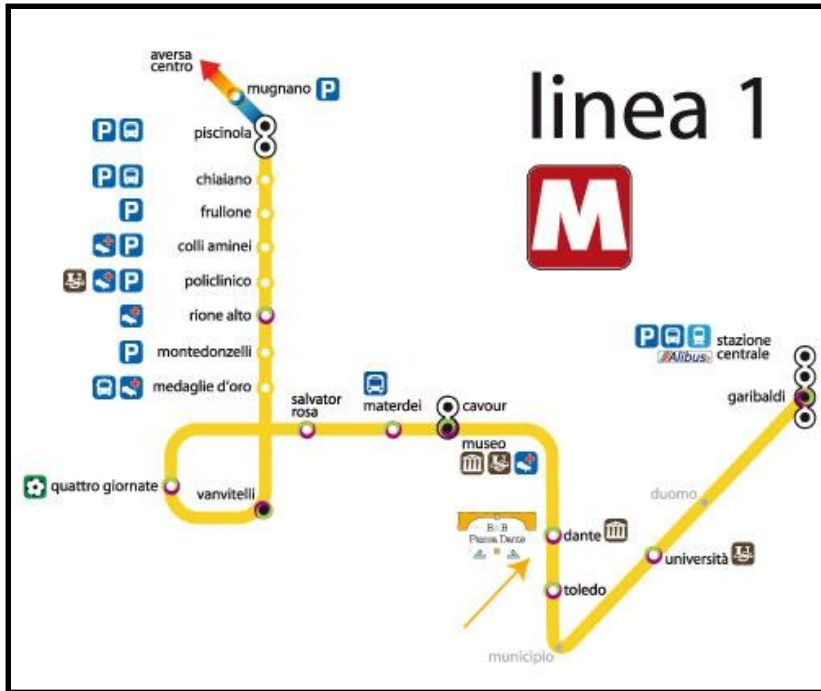 linea 1
M
aversa
centro
mugnano P
P piscinola
P chiaiano
P frullone
P colli aminei
P policlinico
rione alto
P montedonzelli
medaglie d'oro
salvator
rosa
materdei
cavour
museo
quattro giornate
vanvitelli
P stazione
Alibus centrale
garibaldi
duomo
B&B
Piazza Dante
dante
università
toledo
municipio